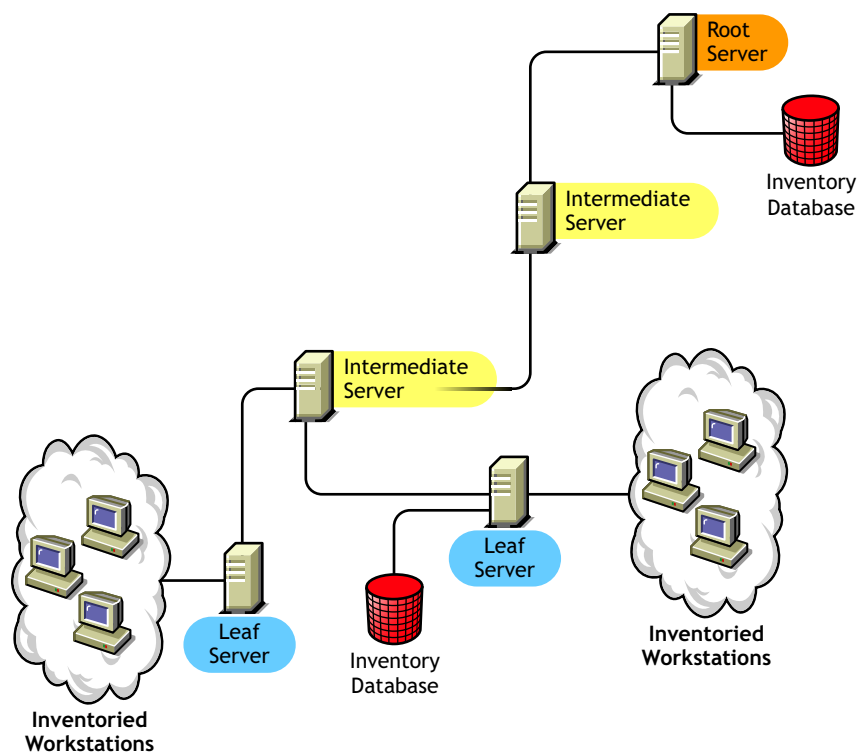 Root
Server
Inventory
Database
Intermediate
Server
Intermediate
Server
Leaf
Server
Inventoried
Workstations
Leaf
Server
Inventory
Database
Inventoried
Workstations